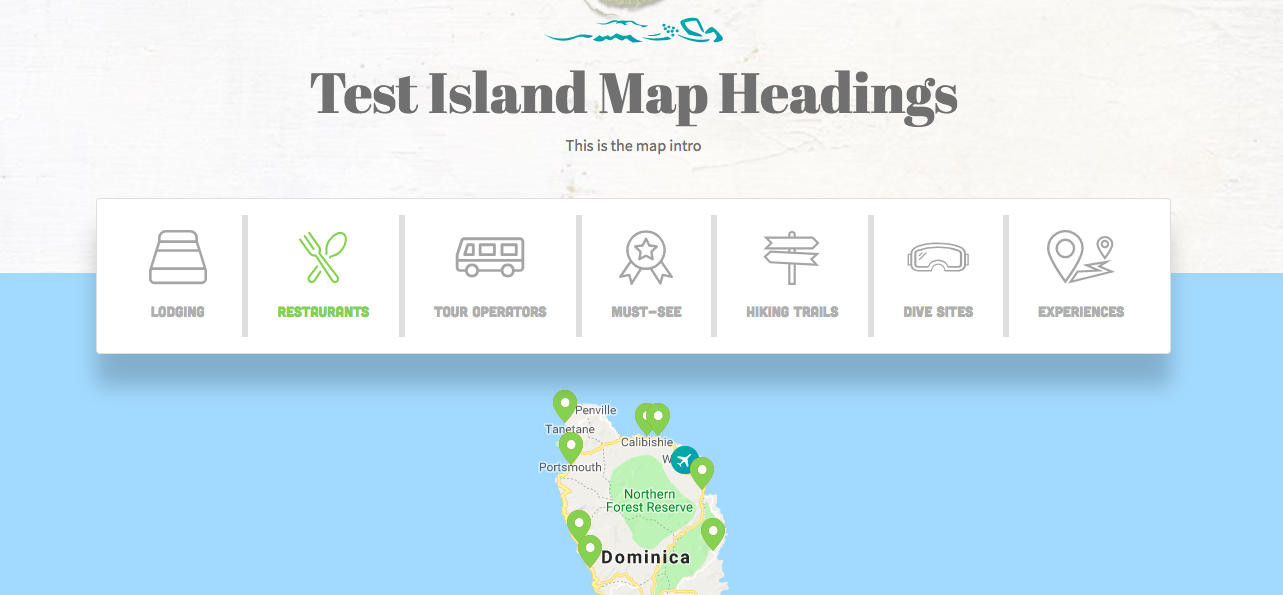 Test Island Map Headings
This is the map intro
LODGING
RESTAURANTS
TOUR OPERATORS
MUST-SEE
HIKING TRAILS
DIVE SITES
EXPERIENCES
Penville
Tanetane
Calibishie
Portsmouth
Northern
Forest Reserve
Dominica